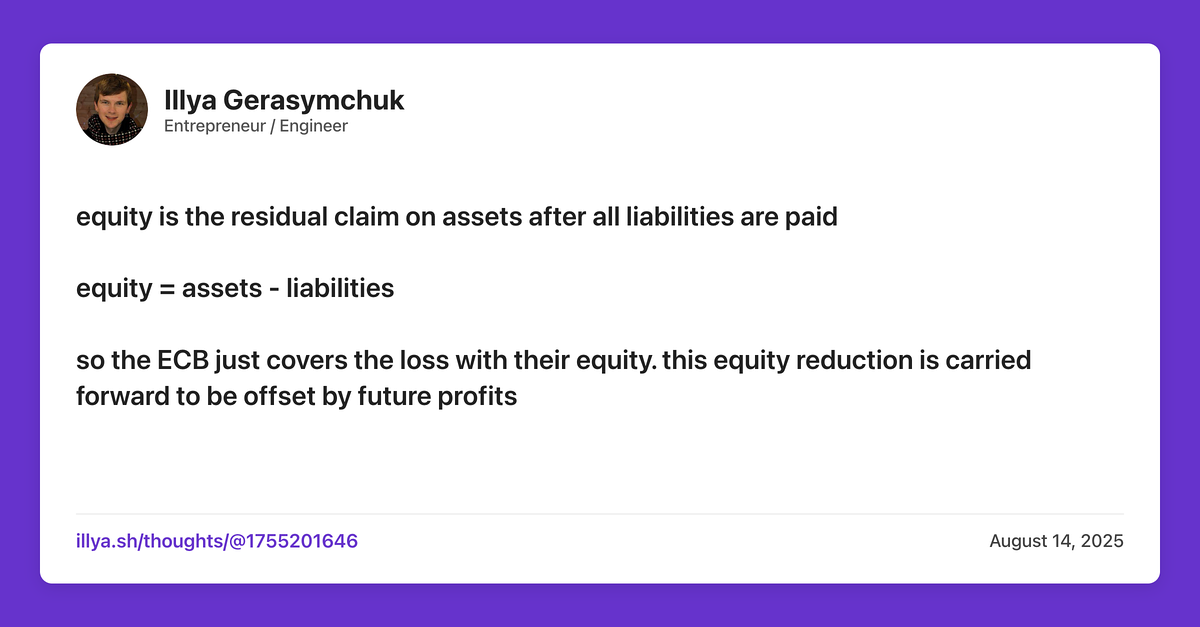 Illya Gerasymchuk
Entrepreneur / Engineer
equity is the residual claim on assets after all liabilities are paid
equity = assets - liabilities
so the ECB just covers the loss with their equity. this equity reduction is carried
forward to be offset by future profits
illya.sh/thoughts/@1755201646
August 14, 2025